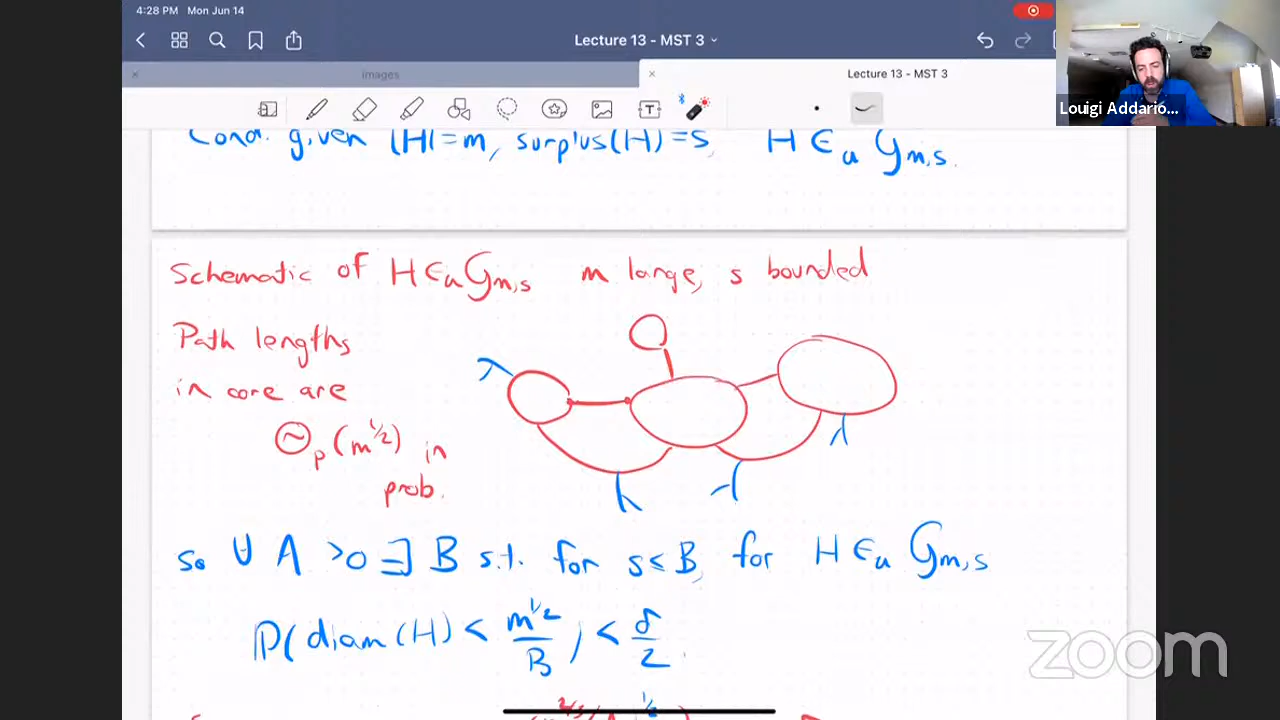 4:28 PM Mon Jun 14
Lecture 13 - MST 3
images
Lecture 13 - MST 3
Louigi Addarió...
Cond. given |H|=m, surplus(H)=s, H ∈u 𝒢m,s.
Schematic of H ∈u 𝒢m,s m large, s bounded
Path lengths
in core are
Θp(m^1/2) in
prob.
so ∀ A >0 ∃ B s.t. for s<B, for H ∈u 𝒢m,s
P(diam(H) < m^1/2/B) < δ/2.
zoom